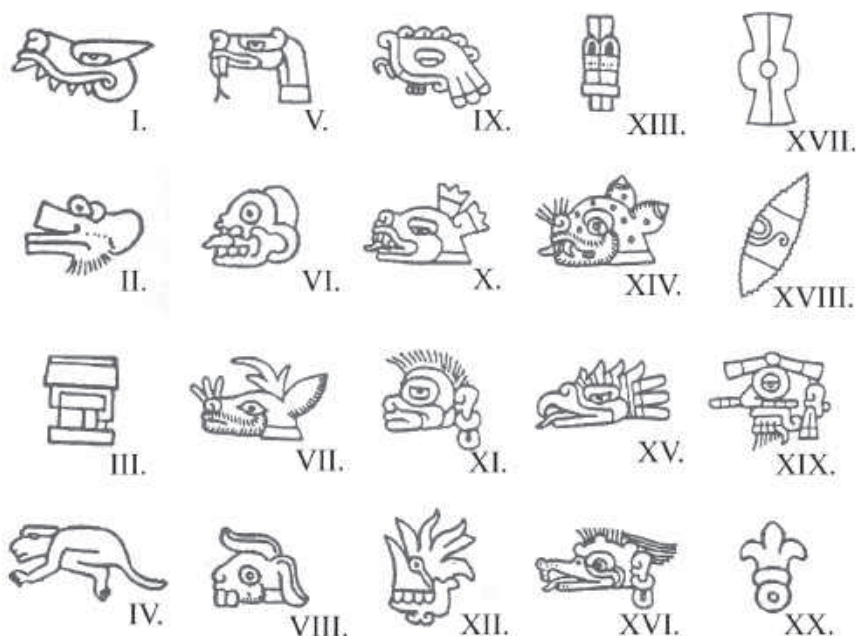 I. V. IX. XIII. XVII.
II. VI. X. XIV. XVIII.
III. VII. XI. XV. XIX.
IV. VIII. XII. XVI. XX.